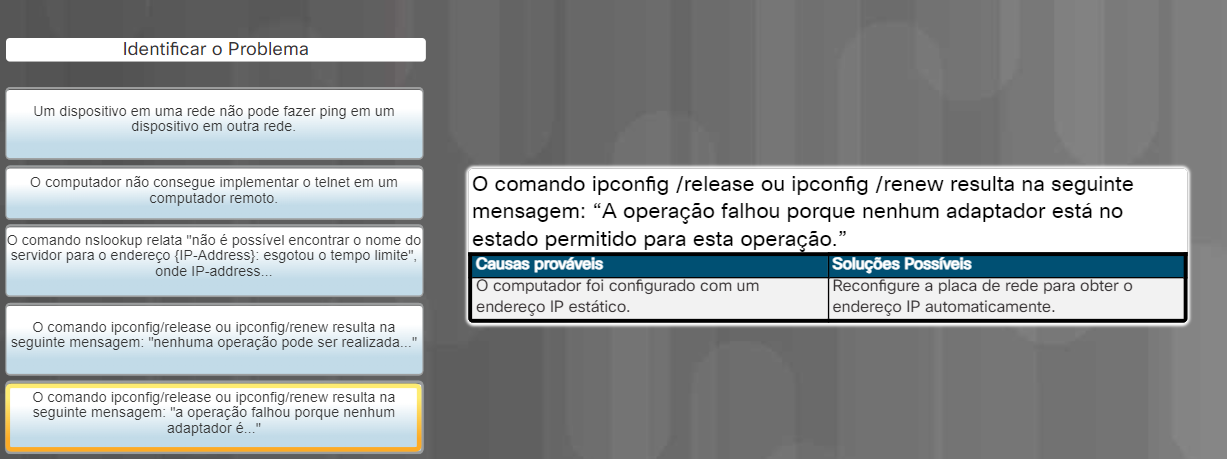 Identificar o Problema
Um dispositivo em uma rede não pode fazer ping em um
dispositivo em outra rede.
O computador não consegue implementar o telnet em um
computador remoto.
O comando nslookup relata "não é possível encontrar o nome do
servidor para o endereço {IP-Address}: esgotou o tempo limite",
onde IP-address...
O comando ipconfig/release ou ipconfig/renew resulta na
seguinte mensagem: "nenhuma operação pode ser realizada..."
O comando ipconfig/release ou ipconfig/renew resulta na
seguinte mensagem: "a operação falhou porque nenhum
adaptador é..."
O comando ipconfig /release ou ipconfig /renew resulta na seguinte
mensagem: “A operação falhou porque nenhum adaptador está no
estado permitido para esta operação.”
Causas prováveis
Soluções Possíveis
O computador foi configurado com um
endereço IP estático.
Reconfigure a placa de rede para obter o
endereço IP automaticamente.